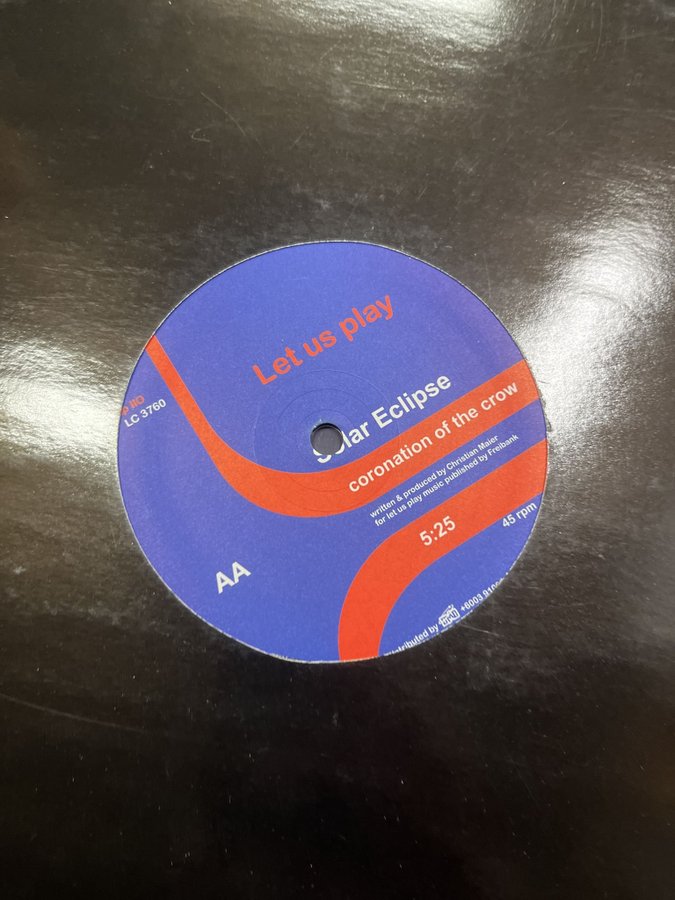 Let us play
LC 3760
Solar Eclipse
coronation of the crow
written & produced by Christian Maier
for let us play music published by Freibank
5:25
45 rpm
AA
distributed by